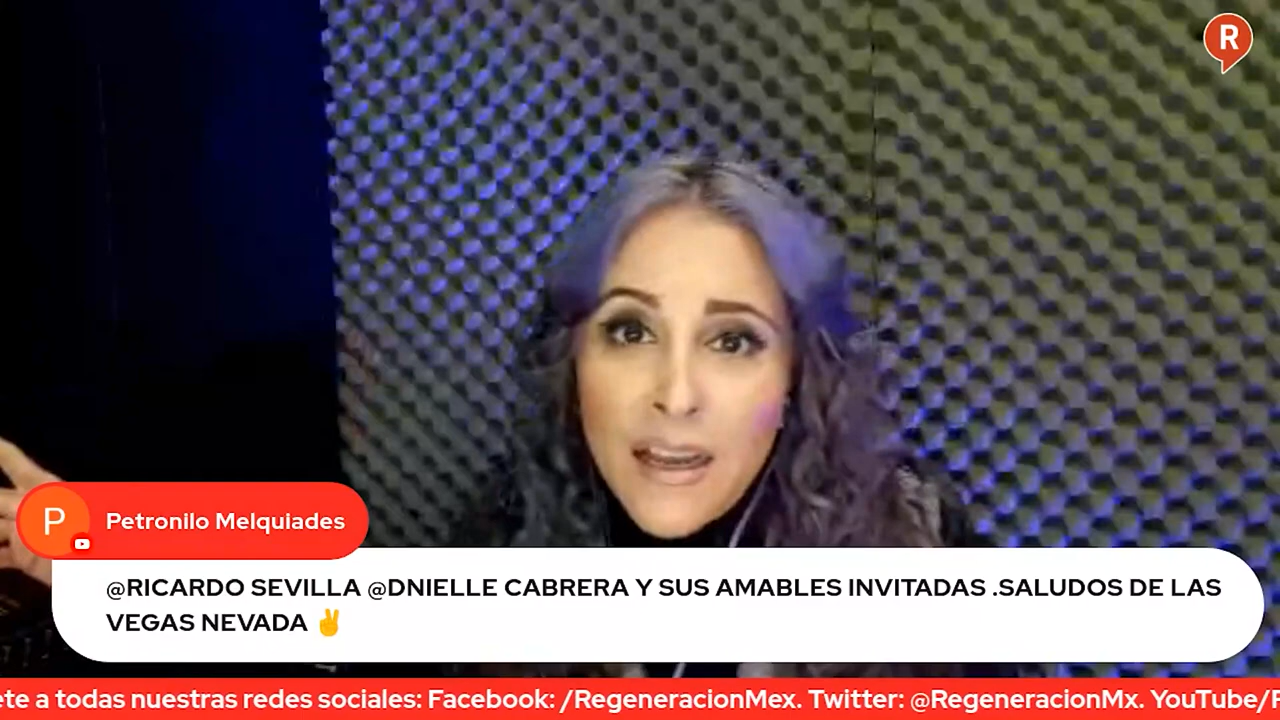 R
P
Petronilo Melquiades
@RICARDO SEVILLA @DNIELLE CABRERA Y SUS AMABLES INVITADAS .SALUDOS DE LAS
VEGAS NEVADA ✌
ete a todas nuestras redes sociales: Facebook: /RegeneracionMex. Twitter: @RegeneracionMx. YouTube/